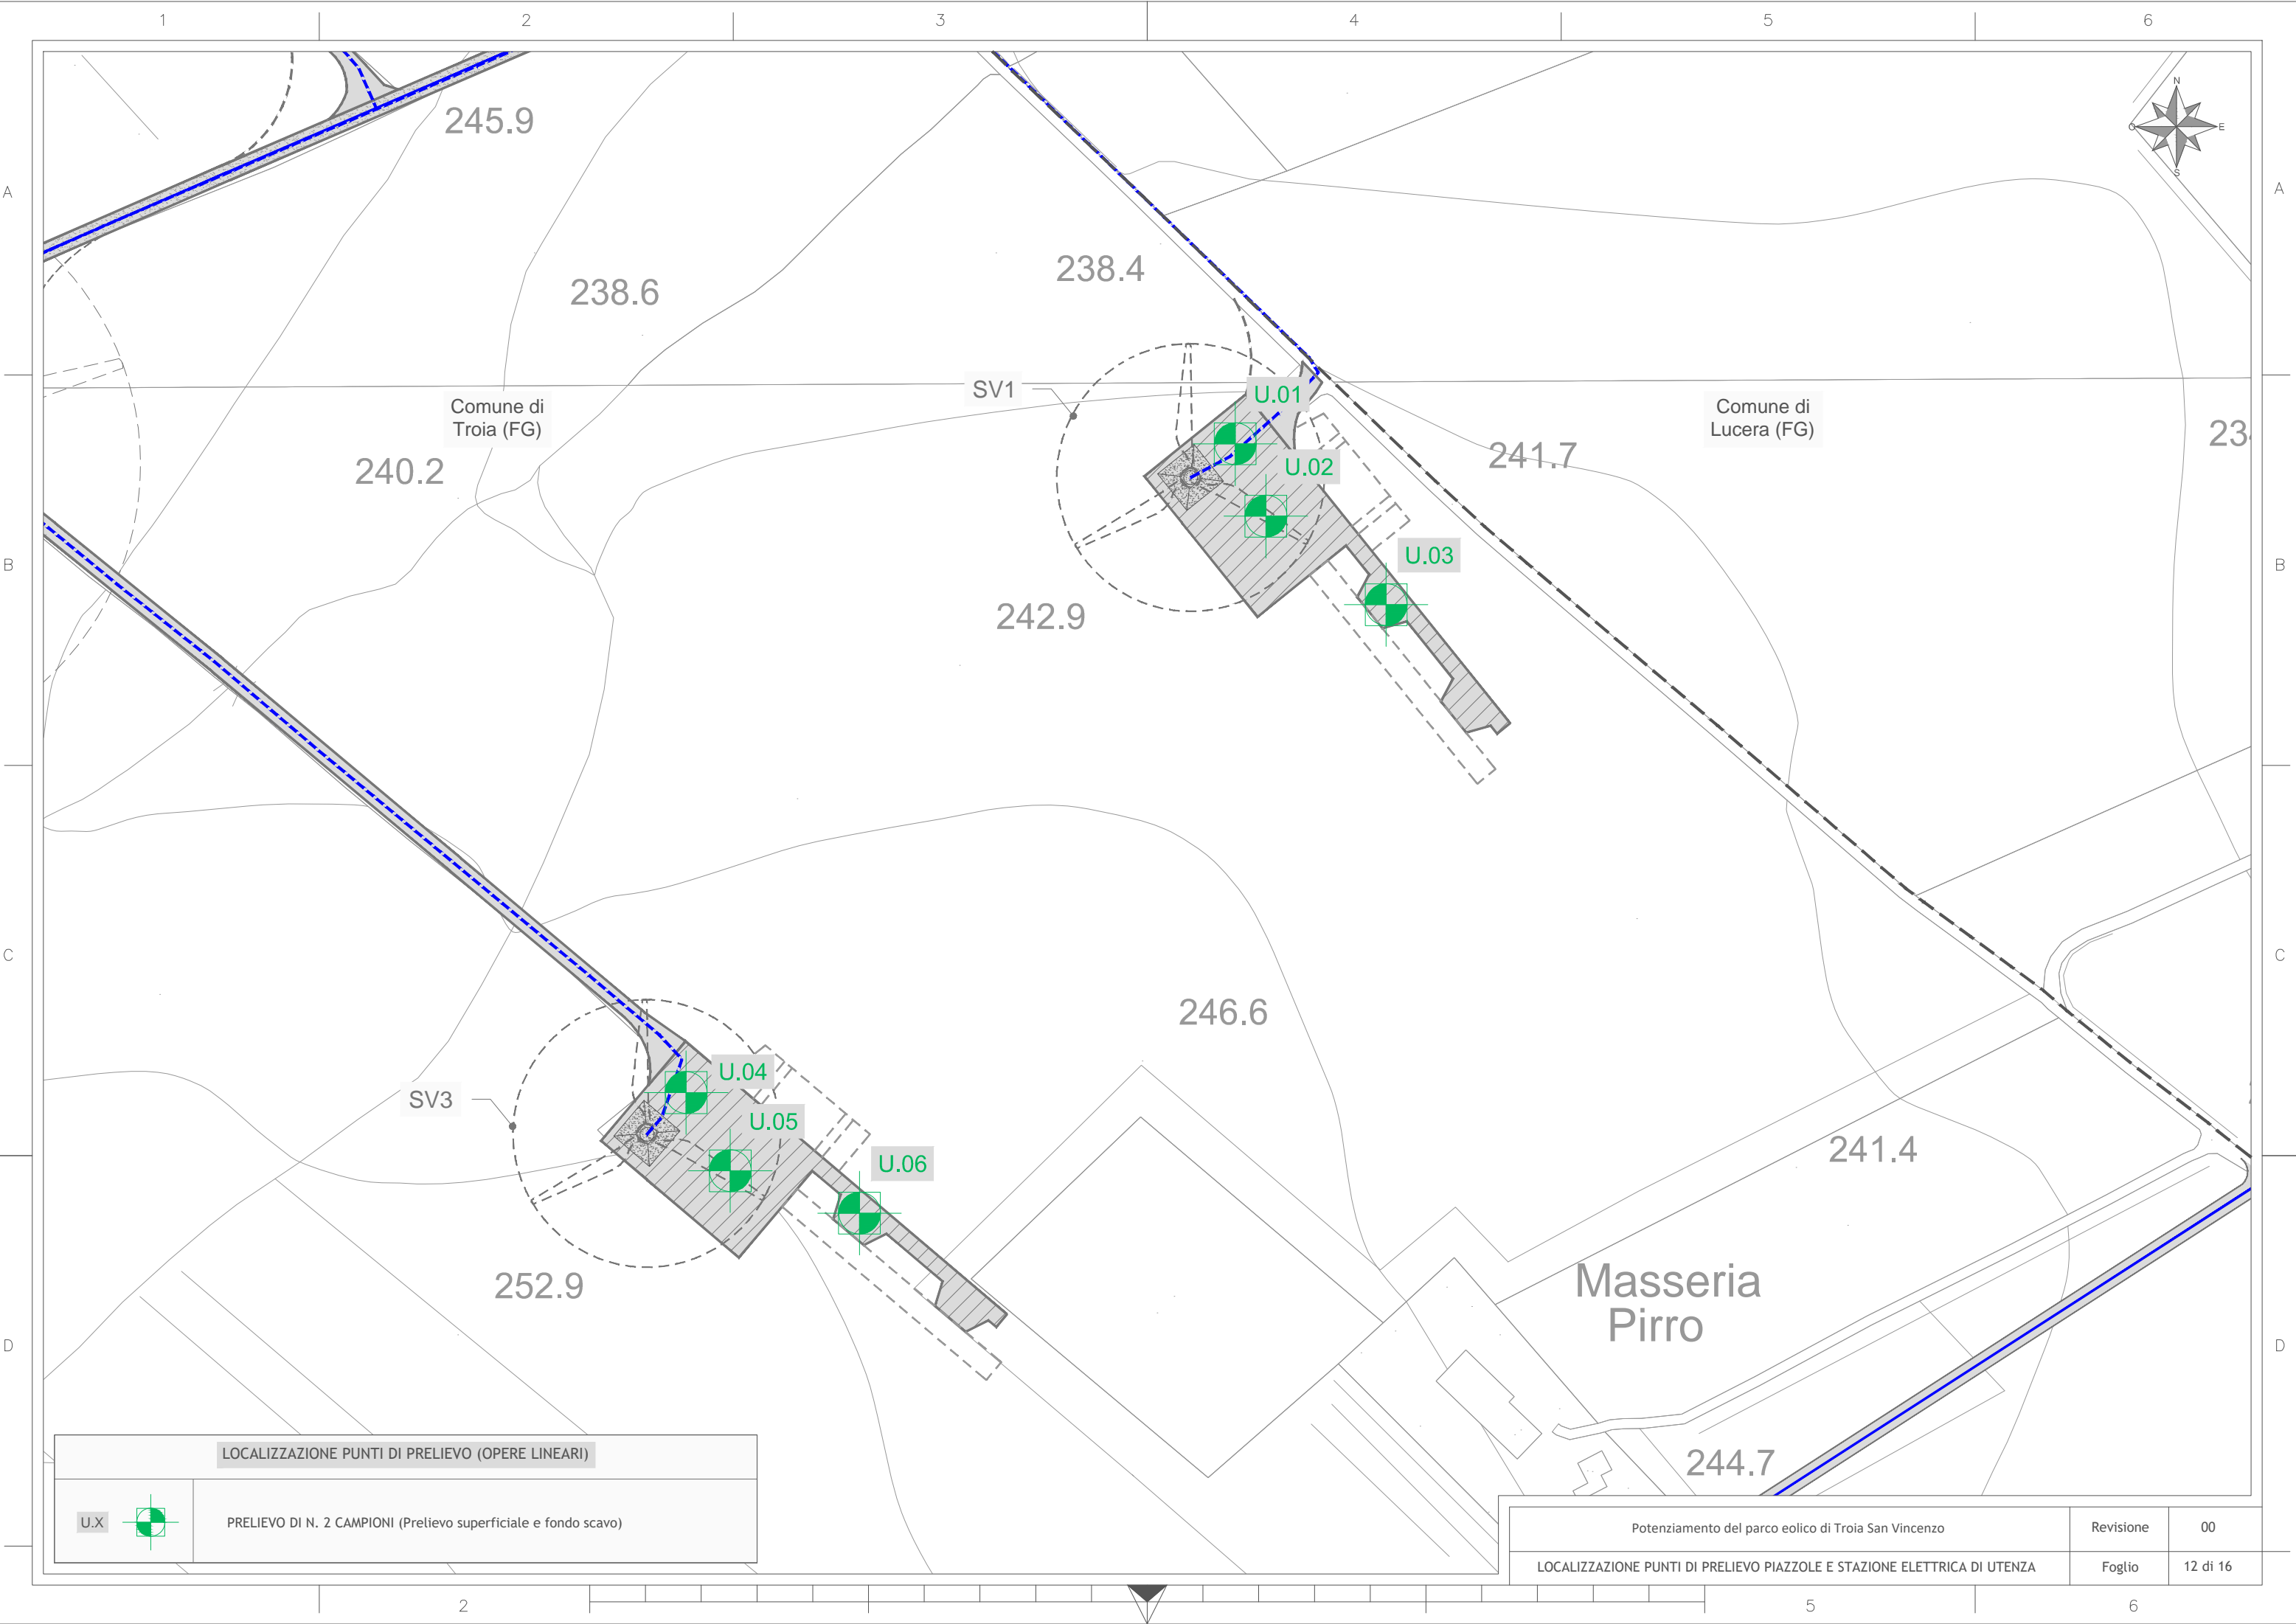 1 2 3 4 5 6
N
O E
S
245.9
A A
238.4
238.6
SV1
U.01
Comune di
Troia (FG)
Comune di
Lucera (FG)
23
241.7
240.2
U.02
U.03
B B
242.9
C C
246.6
U.04
SV3
U.05
241.4
U.06
252.9
Masseria
Pirro
D D
244.7
LOCALIZZAZIONE PUNTI DI PRELIEVO (OPERE LINEARI)
U.X PRELIEVO DI N. 2 CAMPIONI (Prelievo superficiale e fondo scavo)
Potenziamento del parco eolico di Troia San Vincenzo Revisione 00
LOCALIZZAZIONE PUNTI DI PRELIEVO PIAZZOLE E STAZIONE ELETTRICA DI UTENZA Foglio 12 di 16
2 5 6